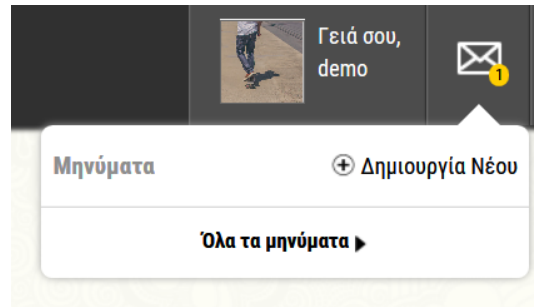 Γειά σου,
demo
1
Μηνύματα
Δημιουργία Νέου
Όλα τα μηνύματα